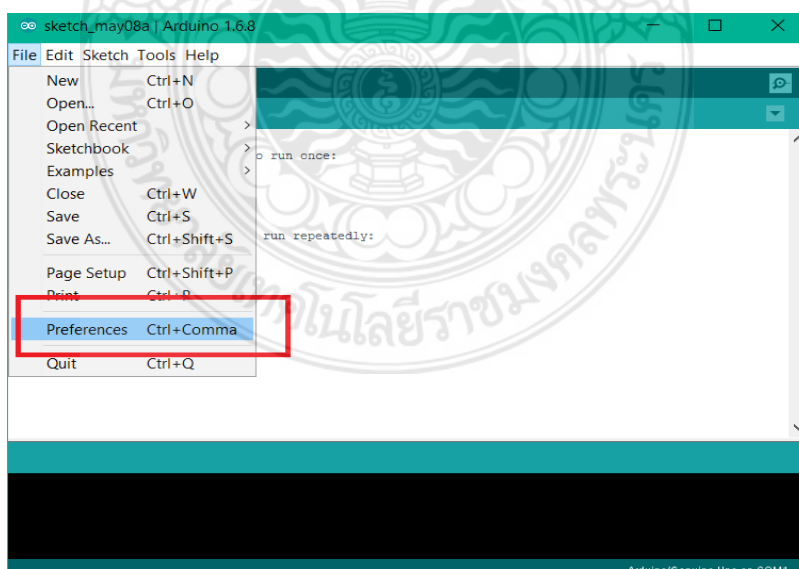 sketch_may08a | Arduino 1.6.8
File Edit Sketch Tools Help
New Ctrl+N
Open... Ctrl+O
Open Recent >
Sketchbook >
o run once:
Examples >
Close Ctrl+W
Save Ctrl+S
Save As... Ctrl+Shift+S
run repeatedly:
Page Setup Ctrl+Shift+P
Print Ctrl+P
Preferences Ctrl+Comma
Quit Ctrl+Q